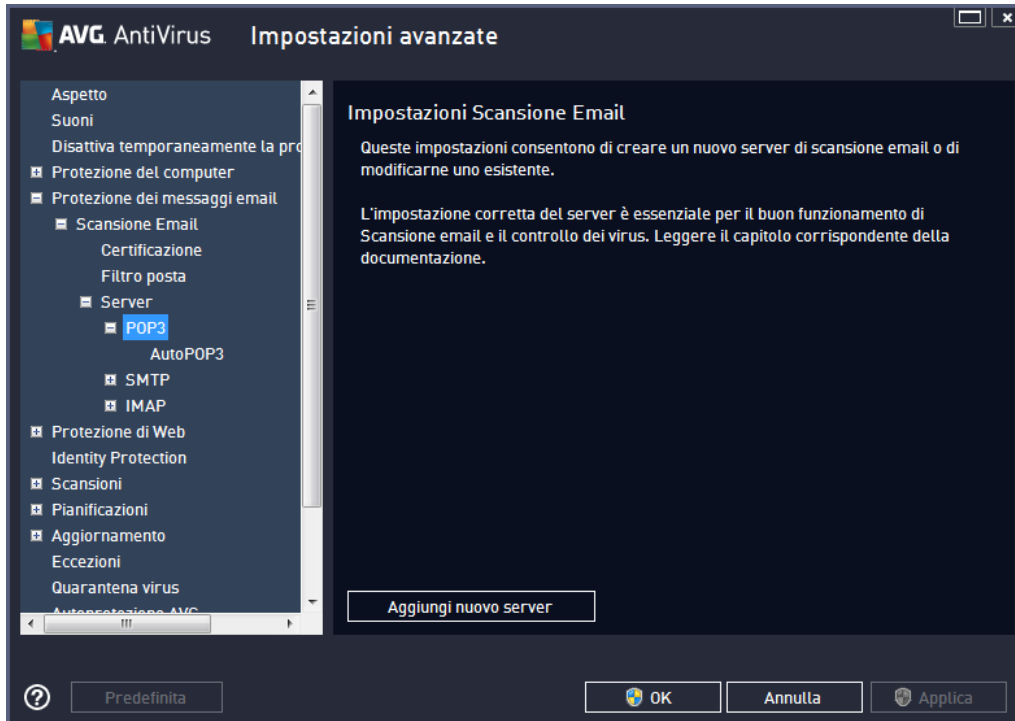 AVG. AntiVirus Impostazioni avanzate
Aspetto
Suoni
Disattiva temporaneamente la pro
Protezione del computer
Protezione dei messaggi email
Scansione Email
Certificazione
Filtro posta
Server
POP3
AutoPOP3
SMTP
IMAP
Protezione di Web
Identity Protection
Scansioni
Pianificazioni
Aggiornamento
Eccezioni
Quarantena virus
Autoprotezione AVG
Impostazioni Scansione Email
Queste impostazioni consentono di creare un nuovo server di scansione email o di
modificarne uno esistente.
L'impostazione corretta del server è essenziale per il buon funzionamento di
Scansione email e il controllo dei virus. Leggere il capitolo corrispondente della
documentazione.
Aggiungi nuovo server
Predefinita
OK
Annulla
Applica